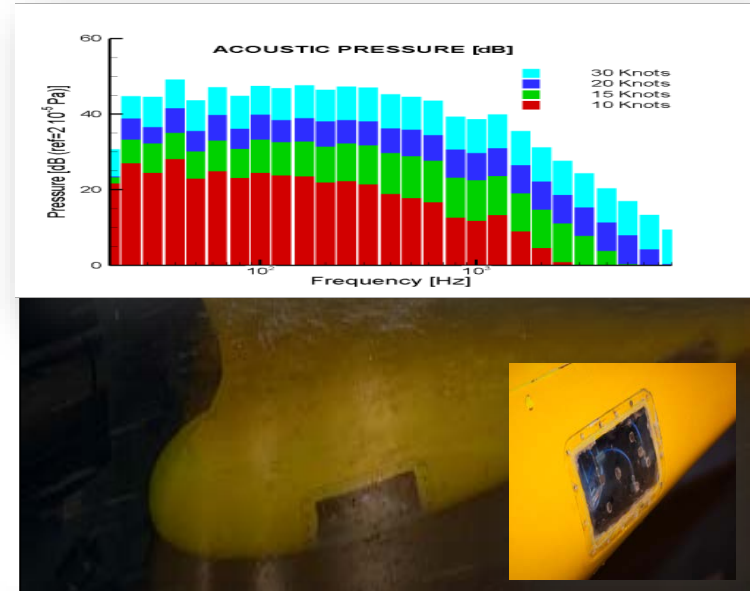 ACOUSTIC PRESSURE [dB]
60
40
20
0
Pressure [dB (ref=2 10⁻⁵ Pa)]
30 Knots
20 Knots
15 Knots
10 Knots
10³
Frequency [Hz]